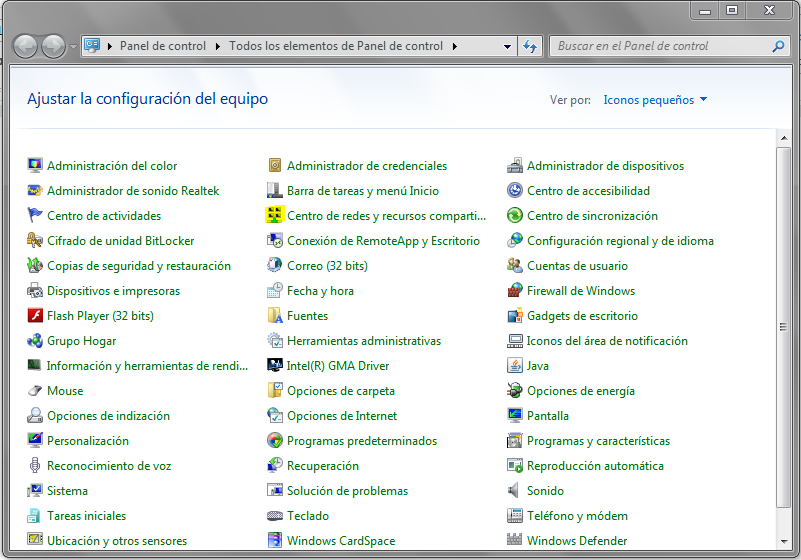 Panel de control Todos los elementos de Panel de control Buscar en el Panel de control
Ajustar la configuración del equipo Ver por: Iconos pequeños
Administración del color Administrador de credenciales Administrador de dispositivos
Administrador de sonido Realtek Barra de tareas y menú Inicio Centro de accesibilidad
Centro de actividades Centro de redes y recursos comparti... Centro de sincronización
Cifrado de unidad BitLocker Conexión de RemoteApp y Escritorio Configuración regional y de idioma
Copias de seguridad y restauración Correo (32 bits) Cuentas de usuario
Dispositivos e impresoras Fecha y hora Firewall de Windows
Flash Player (32 bits) Fuentes Gadgets de escritorio
Grupo Hogar Herramientas administrativas Iconos del área de notificación
Información y herramientas de rendi... Intel(R) GMA Driver Java
Mouse Opciones de carpeta Opciones de energía
Opciones de indización Opciones de Internet Pantalla
Personalización Programas predeterminados Programas y características
Reconocimiento de voz Recuperación Reproducción automática
Sistema Solución de problemas Sonido
Tareas iniciales Teclado Teléfono y módem
Ubicación y otros sensores Windows CardSpace Windows Defender